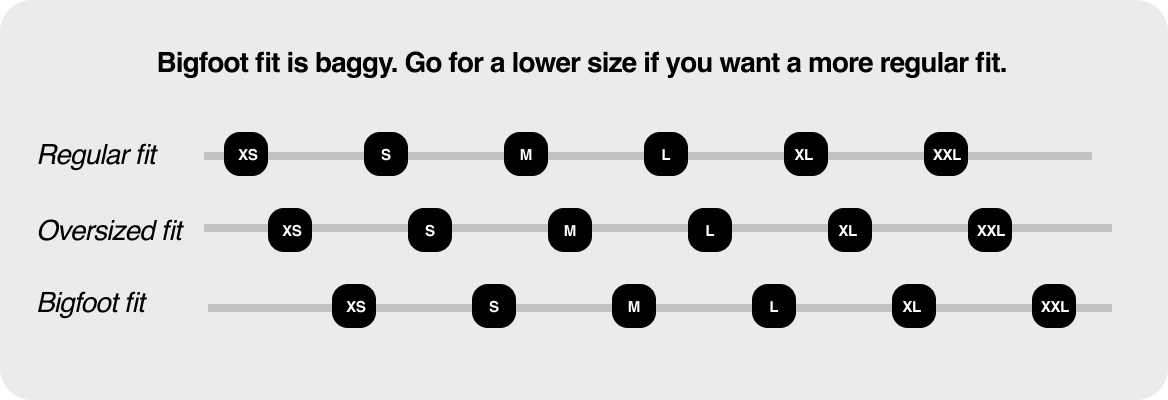 Bigfoot fit is baggy. Go for a lower size if you want a more regular fit.
Regular fit XS S M L XL XXL
Oversized fit XS S M L XL XXL
Bigfoot fit XS S M L XL XXL